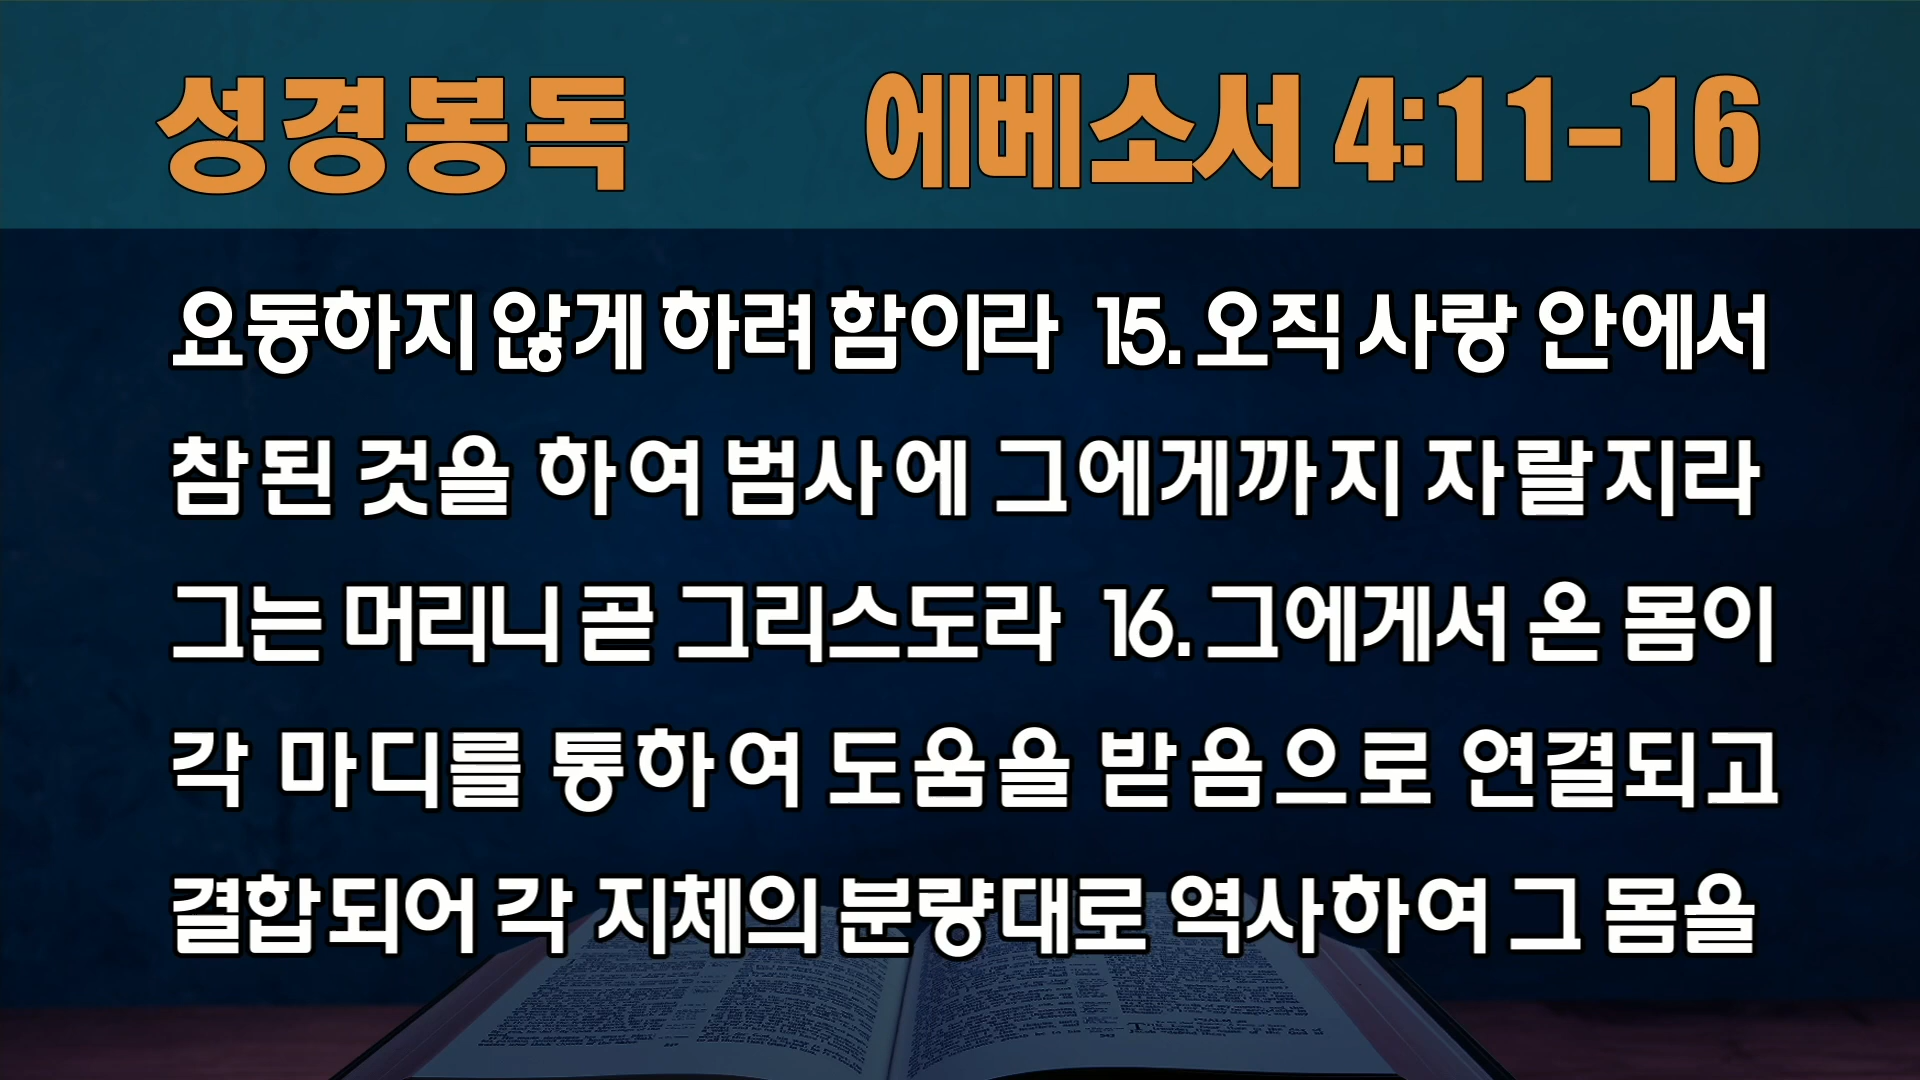 성경봉독 에베소서 4:11-16
요동하지 않게 하려 함이라 15. 오직 사랑 안에서
참된 것을 하여 범사에 그에게까지 자랄지라
그는 머리니 곧 그리스도라 16. 그에게서 온 몸이
각 마디를 통하여 도움을 받음으로 연결되고
결합되어 각 지체의 분량대로 역사하여 그 몸을